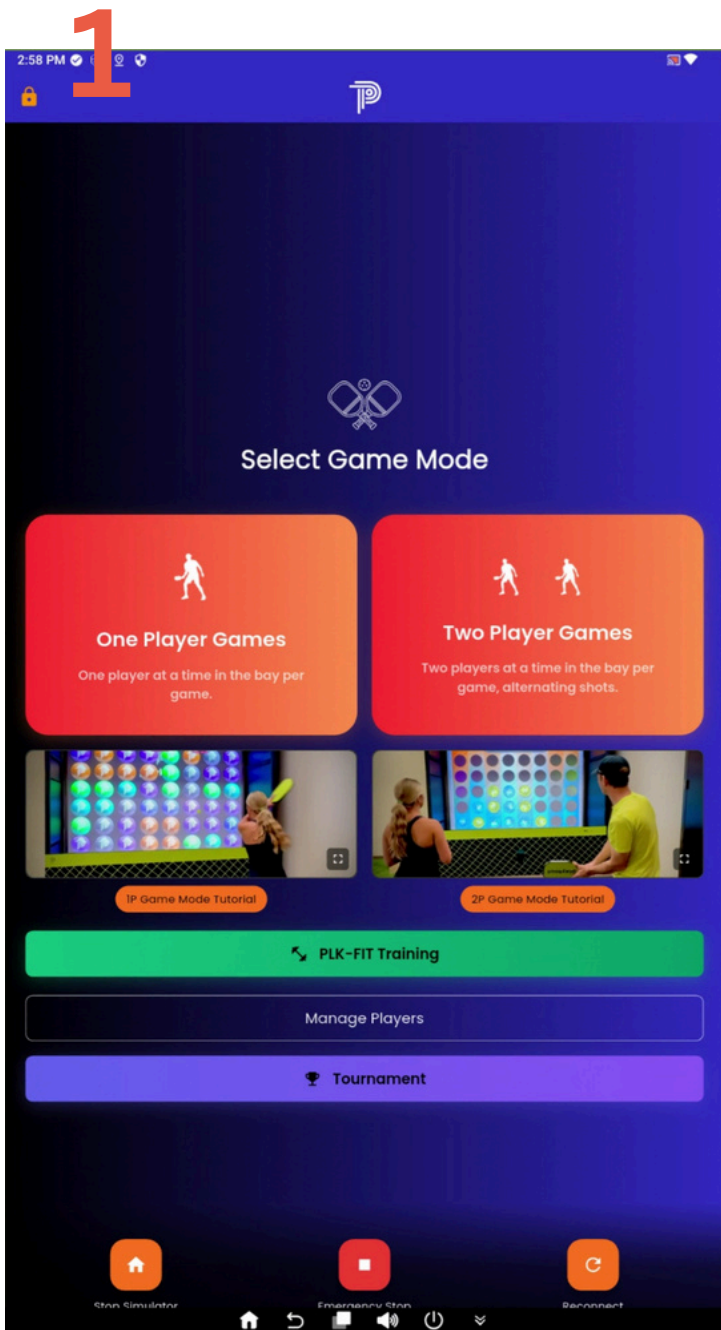 1
2:58 PM
Select Game Mode
One Player Games
One player at a time in the bay per
game.
Two Player Games
Two players at a time in the bay per
game, alternating shots.
1P Game Mode Tutorial
2P Game Mode Tutorial
PLK-FIT Training
Manage Players
Tournament
Stop Simulator
Emergency Stop
Reconnect